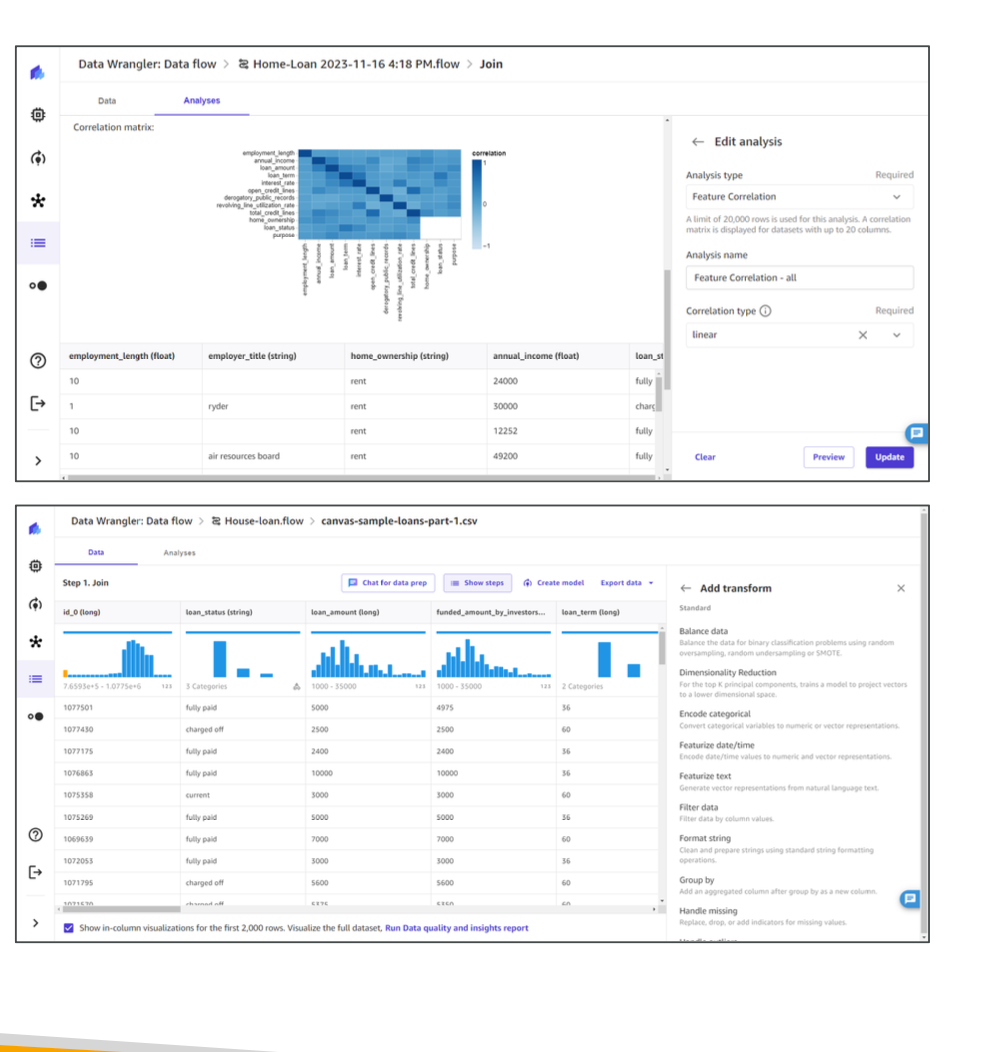 Data Wrangler: Data flow > Home-Loan 2023-11-16 4:18 PM.flow > Join
Data Analyses
Correlation matrix:
employment_length
annual_income
loan_amount
loan_term
interest_rate
open_credit_lines
derogatory_public_records
revolving_line_utilization_rate
total_credit_lines
home_ownership
loan_status
purpose
employment_length
annual_income
loan_amount
loan_term
interest_rate
open_credit_lines
derogatory_public_records
revolving_line_utilization_rate
total_credit_lines
home_ownership
loan_status
purpose
correlation
1
0
−1
employment_length (float) employer_title (string) home_ownership (string) annual_income (float) loan_st
10 rent 24000 fully
1 ryder rent 30000 charg
10 rent 12252 fully
10 air resources board rent 49200 fully
← Edit analysis
Analysis type Required
Feature Correlation
A limit of 20,000 rows is used for this analysis. A correlation
matrix is displayed for datasets with up to 20 columns.
Analysis name
Feature Correlation - all
Correlation type Required
linear
Clear Preview Update
Data Wrangler: Data flow > House-loan.flow > canvas-sample-loans-part-1.csv
Data Analyses
Step 1. Join Chat for data prep Show steps Create model Export data
id_0 (long) loan_status (string) loan_amount (long) funded_amount_by_investors... loan_term (long)
7.6593e+5 - 1.0775e+6 123 3 Categories 1000 - 35000 123 1000 - 35000 123 2 Categories
1077501 fully paid 5000 4975 36
1077430 charged off 2500 2500 60
1077175 fully paid 2400 2400 36
1076863 fully paid 10000 10000 36
1075358 current 3000 3000 60
1075269 fully paid 5000 5000 36
1069639 fully paid 7000 7000 60
1072053 fully paid 3000 3000 36
1071795 charged off 5600 5600 60
1071570 charged off 5375 5350 60
Show in-column visualizations for the first 2,000 rows. Visualize the full dataset, Run Data quality and insights report
← Add transform
Standard
Balance data
Balance the data for binary classification problems using random
oversampling, random undersampling or SMOTE.
Dimensionality Reduction
For the top K principal components, trains a model to project vectors
to a lower dimensional space.
Encode categorical
Convert categorical variables to numeric or vector representations.
Featurize date/time
Encode date/time values to numeric and vector representations.
Featurize text
Generate vector representations from natural language text.
Filter data
Filter data by column values.
Format string
Clean and prepare strings using standard string formatting
operations.
Group by
Add an aggregated column after group by as a new column.
Handle missing
Replace, drop, or add indicators for missing values.
Handle outliers